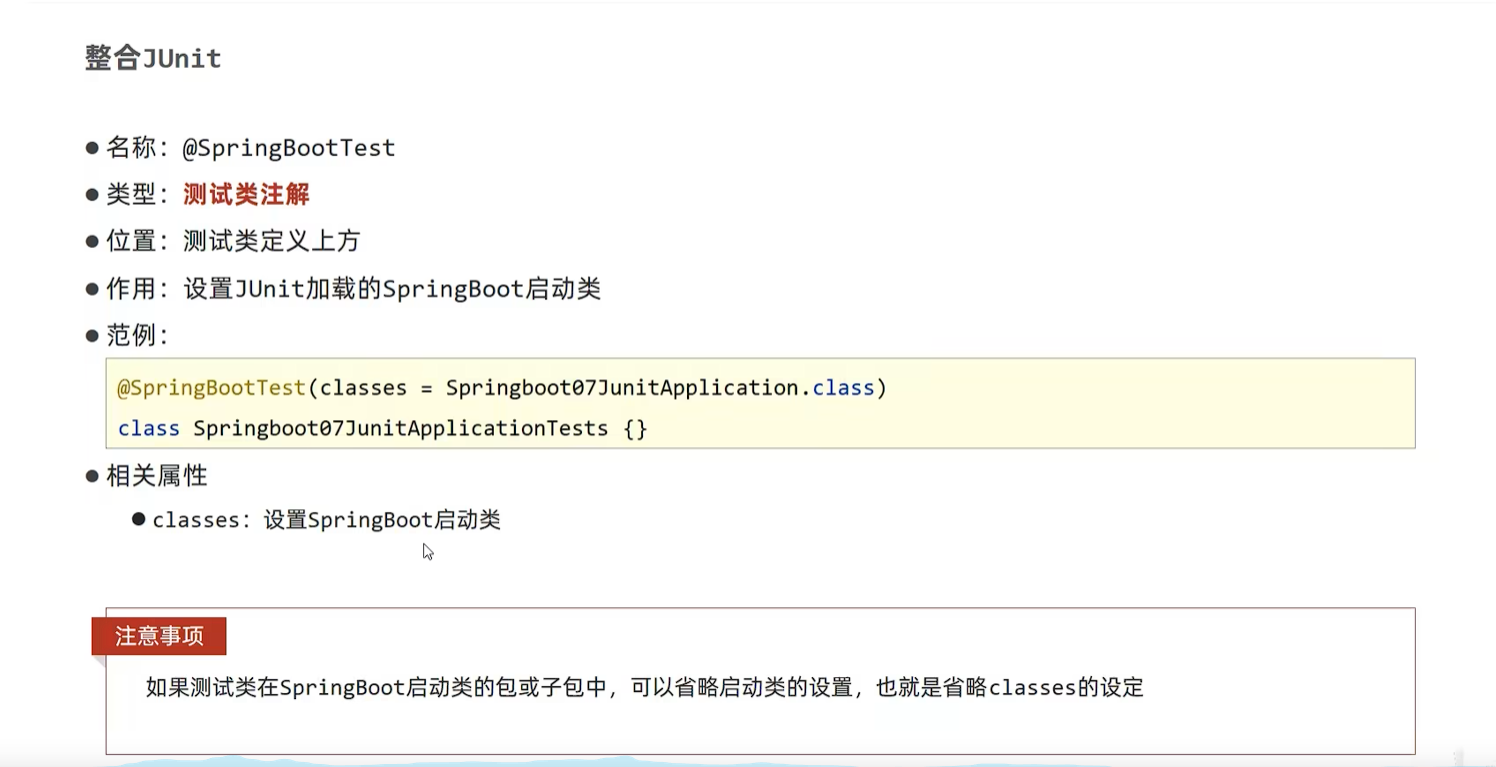 整合JUnit
名称：@SpringBootTest
类型：测试类注解
位置：测试类定义上方
作用：设置JUnit加载的SpringBoot启动类
范例：
@SpringBootTest(classes = Springboot07JunitApplication.class)
class Springboot07JunitApplicationTests {}
相关属性
classes：设置SpringBoot启动类
注意事项
如果测试类在SpringBoot启动类的包或子包中，可以省略启动类的设置，也就是省略classes的设定